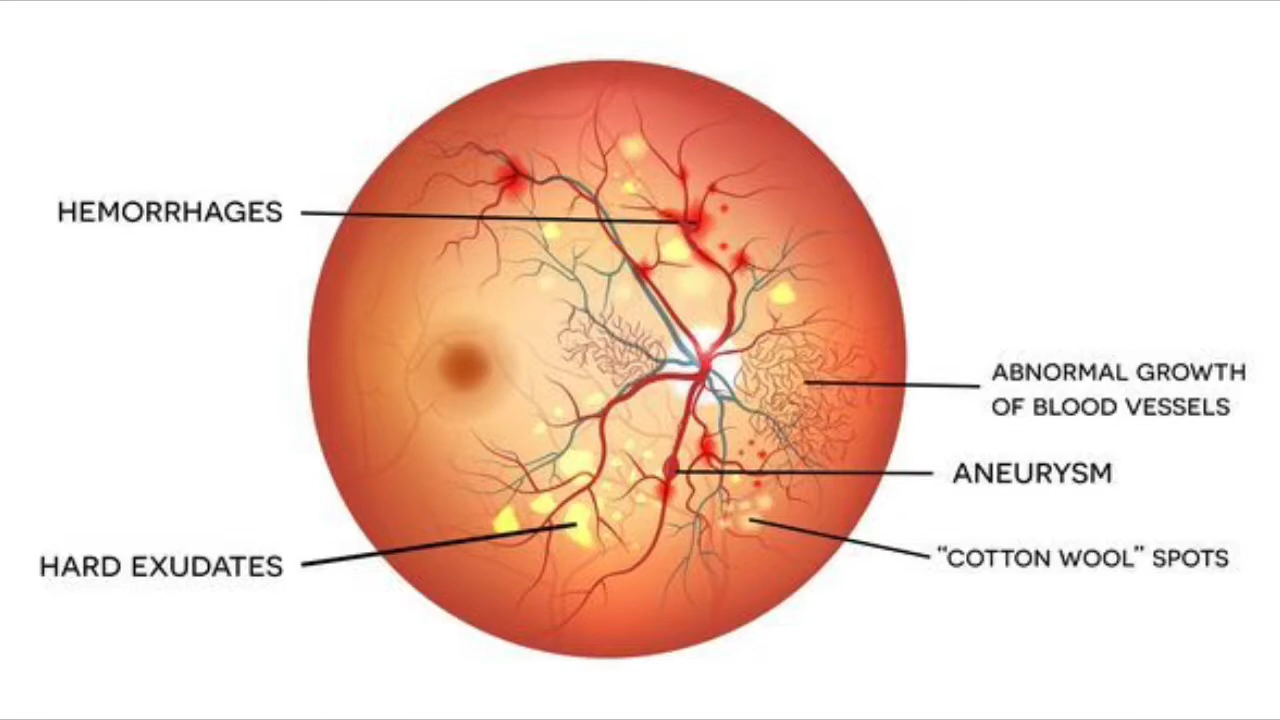 HEMORRHAGES
ABNORMAL GROWTH
OF BLOOD VESSELS
ANEURYSM
"COTTON WOOL" SPOTS
HARD EXUDATES